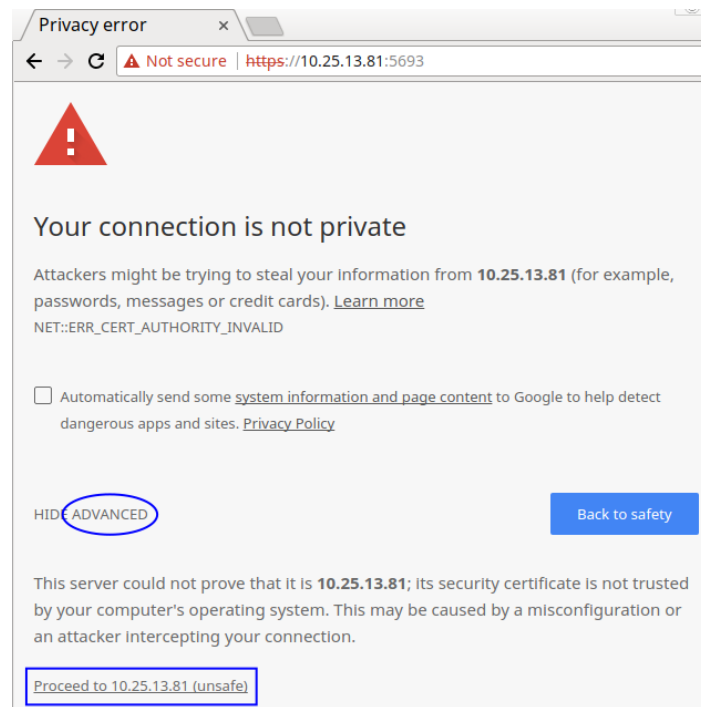 Privacy error
Not secure | https://10.25.13.81:5693
Your connection is not private
Attackers might be trying to steal your information from 10.25.13.81 (for example,
passwords, messages or credit cards). Learn more
NET::ERR_CERT_AUTHORITY_INVALID
Automatically send some system information and page content to Google to help detect
dangerous apps and sites. Privacy Policy
HIDE ADVANCED
Back to safety
This server could not prove that it is 10.25.13.81; its security certificate is not trusted
by your computer's operating system. This may be caused by a misconfiguration or
an attacker intercepting your connection.
Proceed to 10.25.13.81 (unsafe)